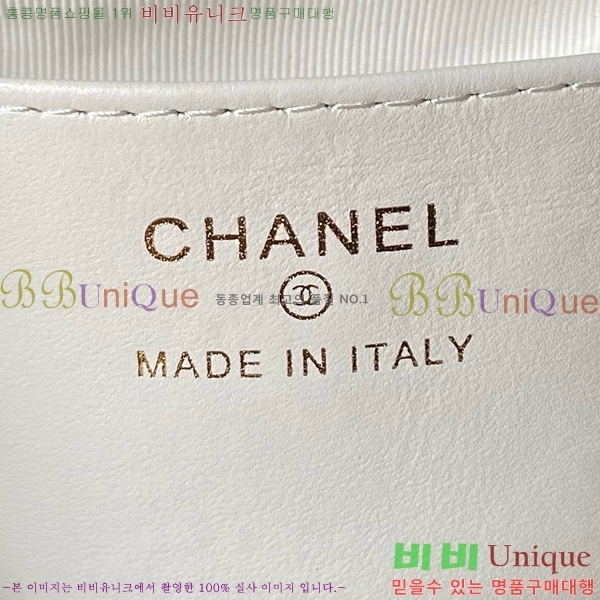 홍콩명품쇼핑몰 1위 비비유니크명품구매대행
CHANEL
BBUniQue 동종업계 최고의 품질 NO.1 BBUniQue
MADE IN ITALY
비비 Unique
-본 이미지는 비비유니크에서 촬영한 100% 실사 이미지 입니다.-
믿을수 있는 명품구매대행